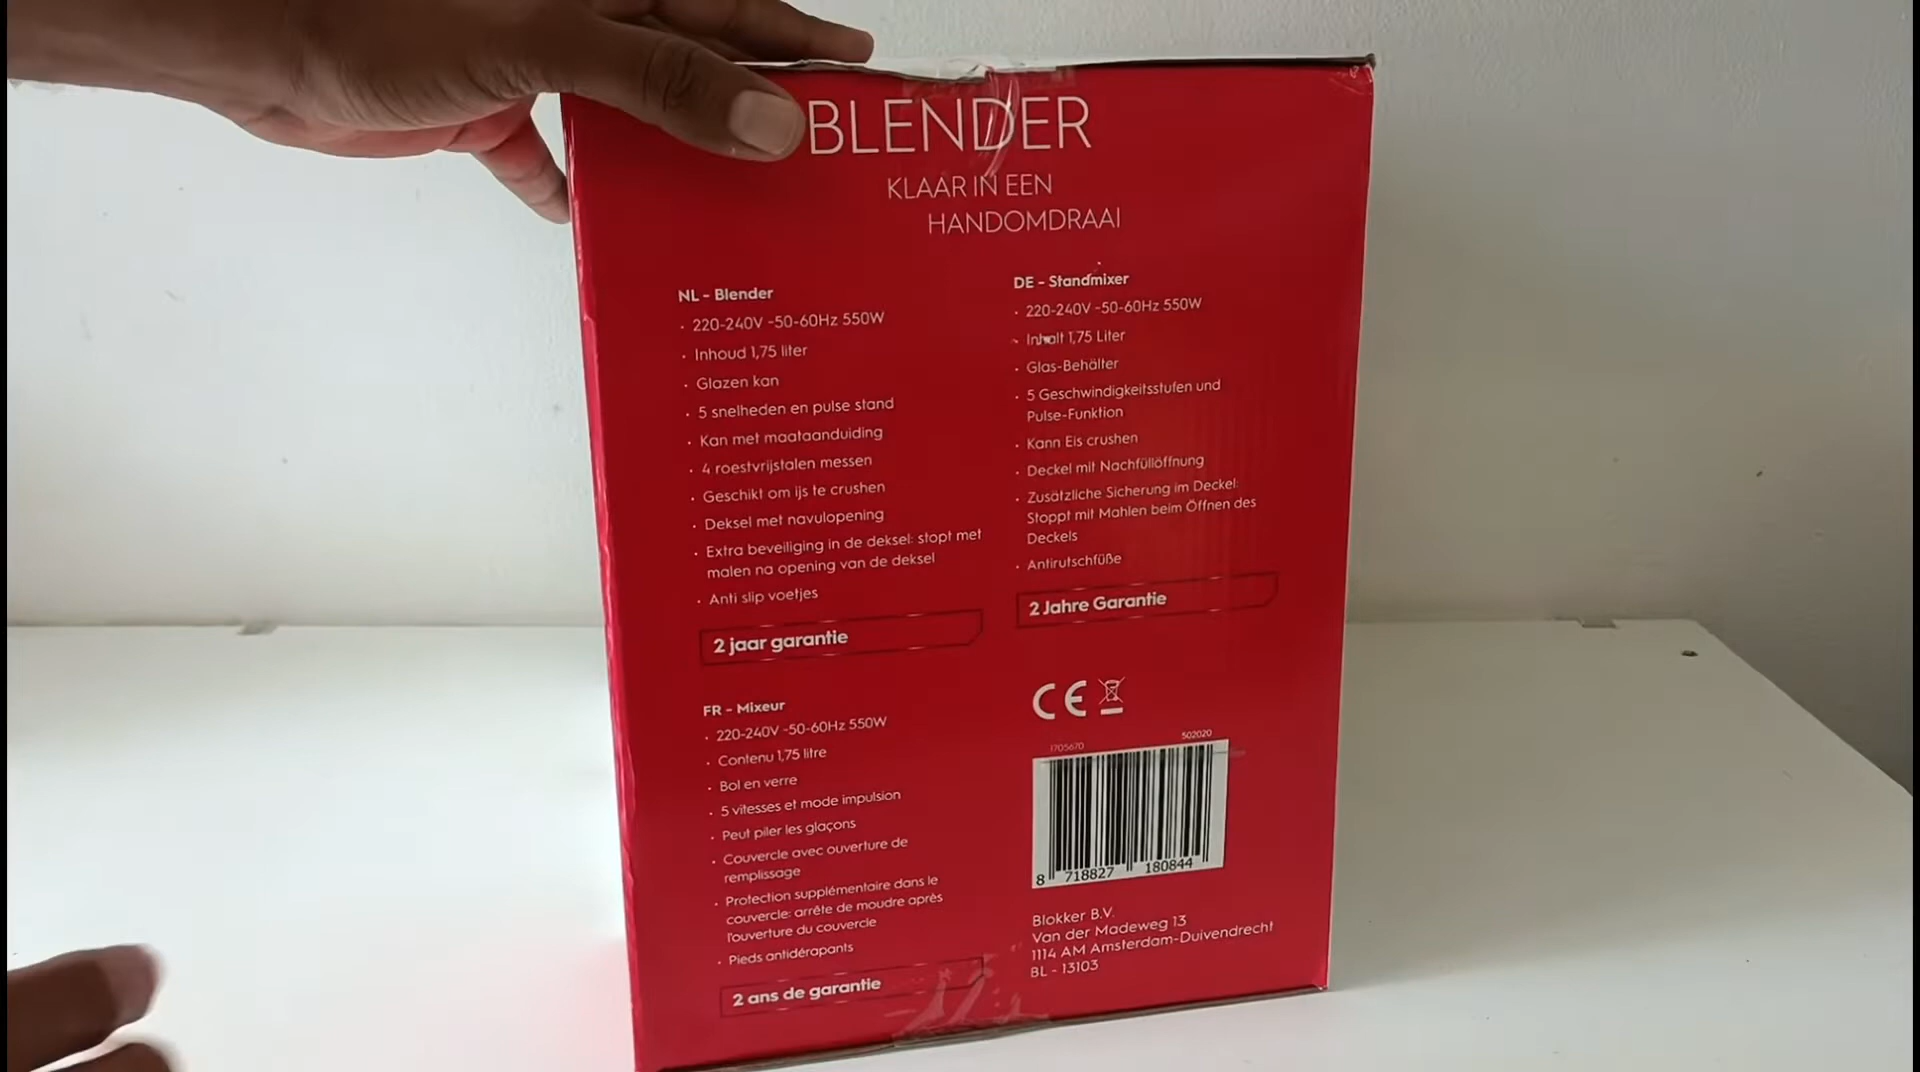 BLENDER
KLAAR IN EEN
HANDOMDRAAI
NL - Blender
· 220-240V ~50-60Hz 550W
· Inhoud 1,75 liter
· Glazen kan
· 5 snelheden en pulse stand
· Kan met maataanduiding
· 4 roestvrijstalen messen
· Geschikt om ijs te crushen
· Deksel met navulopening
· Extra beveiliging in de deksel: stopt met
malen na opening van de deksel
· Anti slip voetjes
2 jaar garantie
FR - Mixeur
· 220-240V ~50-60Hz 550W
· Contenu 1,75 litre
· Bol en verre
· 5 vitesses et mode impulsion
· Peut piler les glaçons
· Couvercle avec ouverture de
remplissage
· Protection supplémentaire dans le
couvercle: arrête de moudre après
l'ouverture du couvercle
· Pieds antidérapants
2 ans de garantie
DE - Standmixer
· 220-240V ~50-60Hz 550W
· Inhalt 1,75 Liter
· Glas-Behälter
· 5 Geschwindigkeitsstufen und
Pulse-Funktion
· Kann Eis crushen
· Deckel mit Nachfüllöffnung
· Zusätzliche Sicherung im Deckel:
Stoppt mit Mahlen beim Öffnen des
Deckels
· Antirutschfüße
2 Jahre Garantie
CE
1705670 502020
8 718827 180844
Blokker B.V.
Van der Madeweg 13
1114 AM Amsterdam-Duivendrecht
BL - 13103